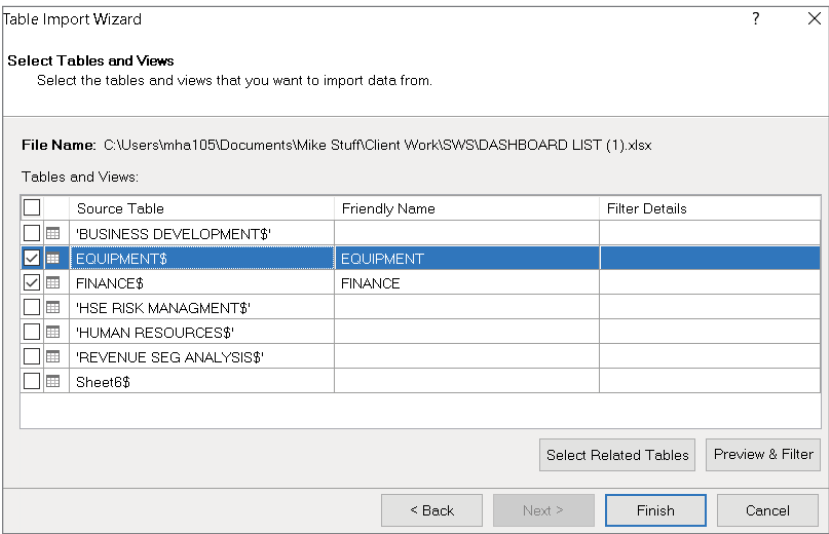 Table Import Wizard ? ×
Select Tables and Views
Select the tables and views that you want to import data from.
File Name: C:\Users\mha105\Documents\Mike Stuff\Client Work\SWS\DASHBOARD LIST (1).xlsx
Tables and Views:
Source Table Friendly Name Filter Details
'BUSINESS DEVELOPMENT$'
EQUIPMENT$ EQUIPMENT
FINANCE$ FINANCE
'HSE RISK MANAGMENT$'
'HUMAN RESOURCES$'
'REVENUE SEG ANALYSIS$'
Sheet6$
Select Related Tables Preview & Filter
< Back Next > Finish Cancel